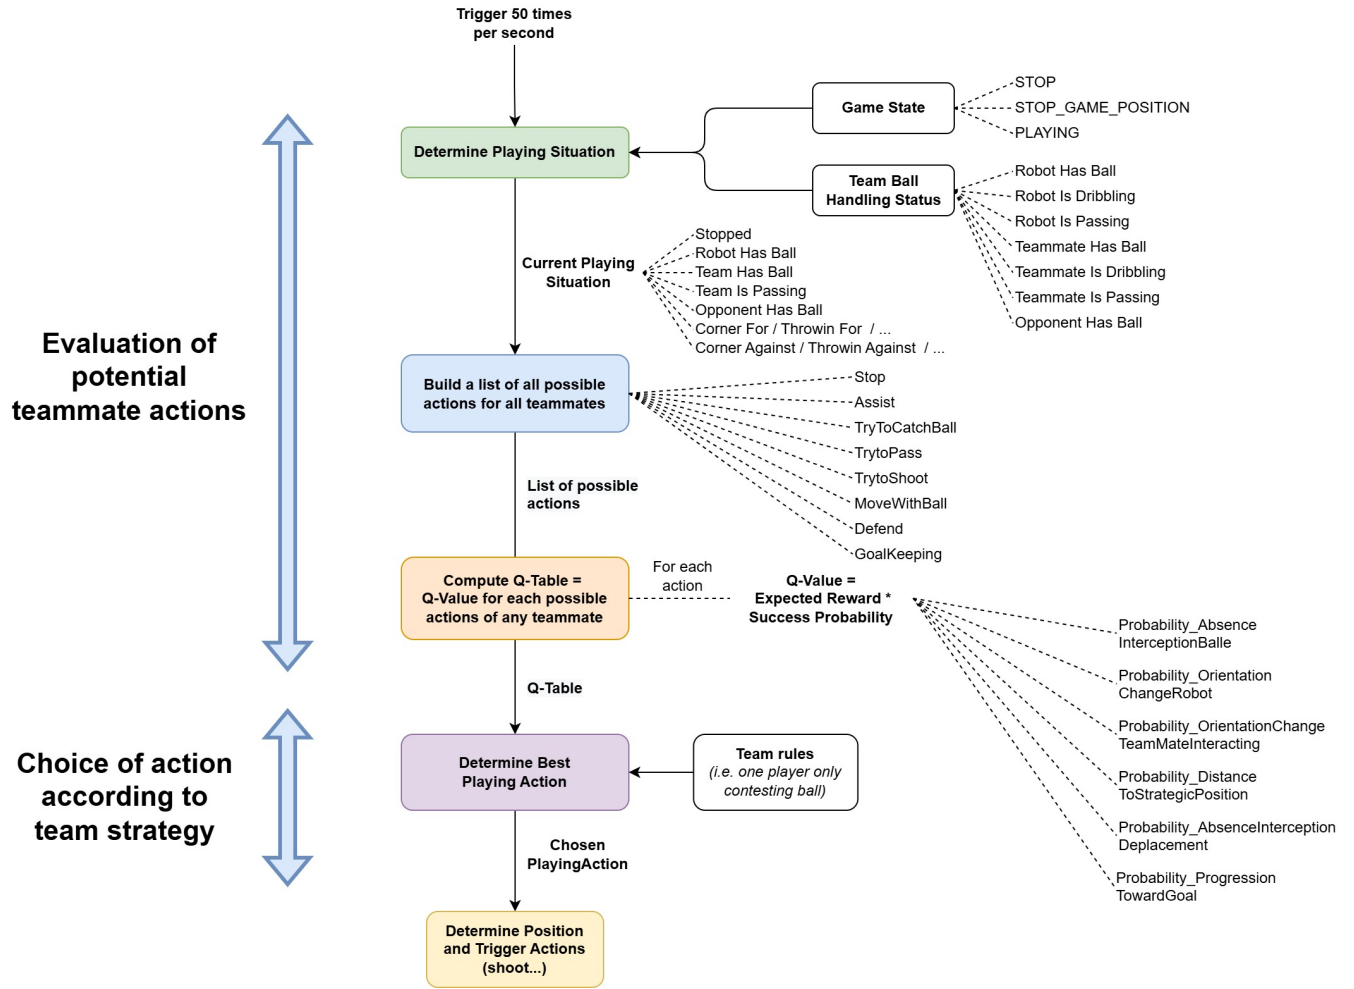 Trigger 50 times
per second
Game State
STOP
STOP_GAME_POSITION
PLAYING
Determine Playing Situation
Team Ball
Handling Status
Robot Has Ball
Robot Is Dribbling
Robot Is Passing
Teammate Has Ball
Teammate Is Dribbling
Teammate Is Passing
Opponent Has Ball
Current Playing
Situation
Stopped
Robot Has Ball
Team Has Ball
Team Is Passing
Opponent Has Ball
Corner For / Throwin For / ...
Corner Against / Throwin Against / ...
Evaluation of
potential
teammate actions
Build a list of all possible
actions for all teammates
Stop
Assist
TryToCatchBall
TrytoPass
TrytoShoot
MoveWithBall
Defend
GoalKeeping
List of possible
actions
Compute Q-Table =
Q-Value for each possible
actions of any teammate
For each
action
Q-Value =
Expected Reward *
Success Probability
Probability_Absence
InterceptionBalle
Probability_Orientation
ChangeRobot
Probability_OrientationChange
TeamMateInteracting
Probability_Distance
ToStrategicPosition
Probability_AbsenceInterception
Deplacement
Probability_Progression
TowardGoal
Q-Table
Choice of action
according to
team strategy
Determine Best
Playing Action
Team rules
(i.e. one player only
contesting ball)
Chosen
PlayingAction
Determine Position
and Trigger Actions
(shoot...)